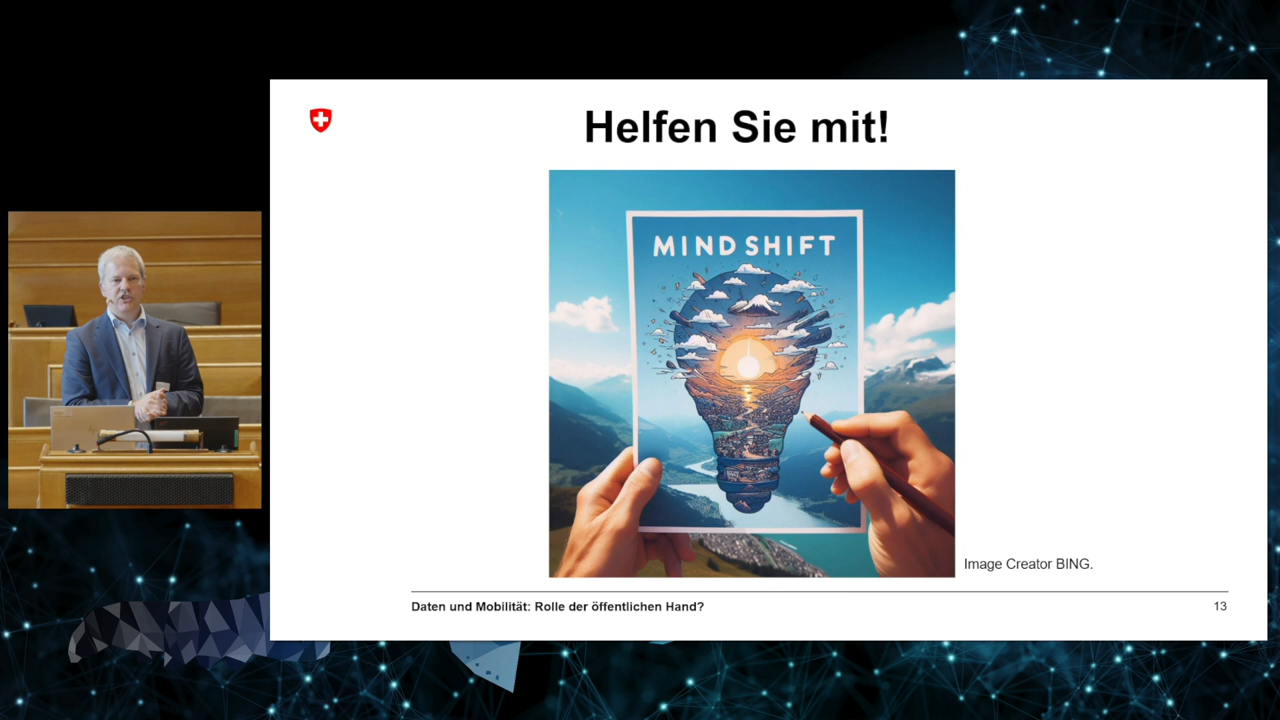 Helfen Sie mit!
MINDSHIFT
Image Creator BING.
Daten und Mobilität: Rolle der öffentlichen Hand?
13